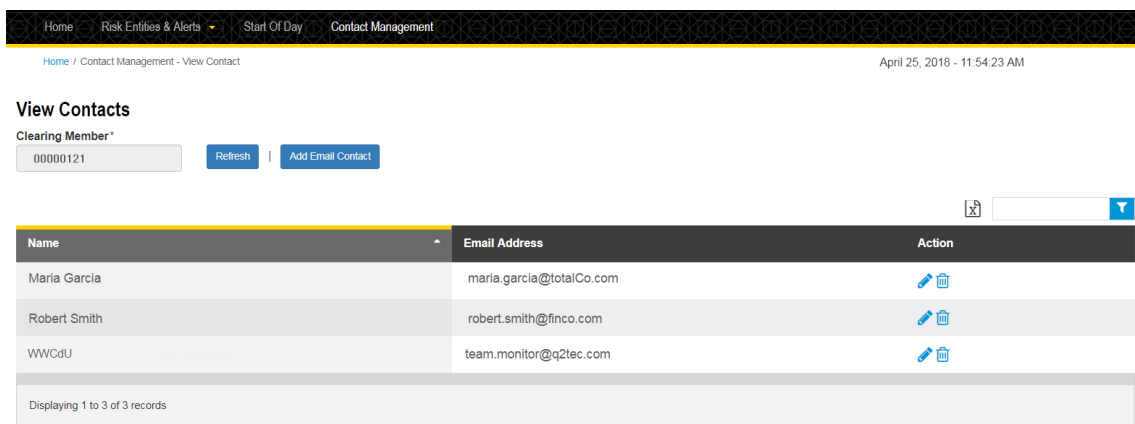 Home Risk Entities & Alerts Start Of Day Contact Management
Home / Contact Management - View Contact April 25, 2018 - 11:54:23 AM
View Contacts
Clearing Member*
00000121 Refresh | Add Email Contact
Name Email Address Action
Maria Garcia maria.garcia@totalCo.com
Robert Smith robert.smith@finco.com
WWCdU team.monitor@q2tec.com
Displaying 1 to 3 of 3 records